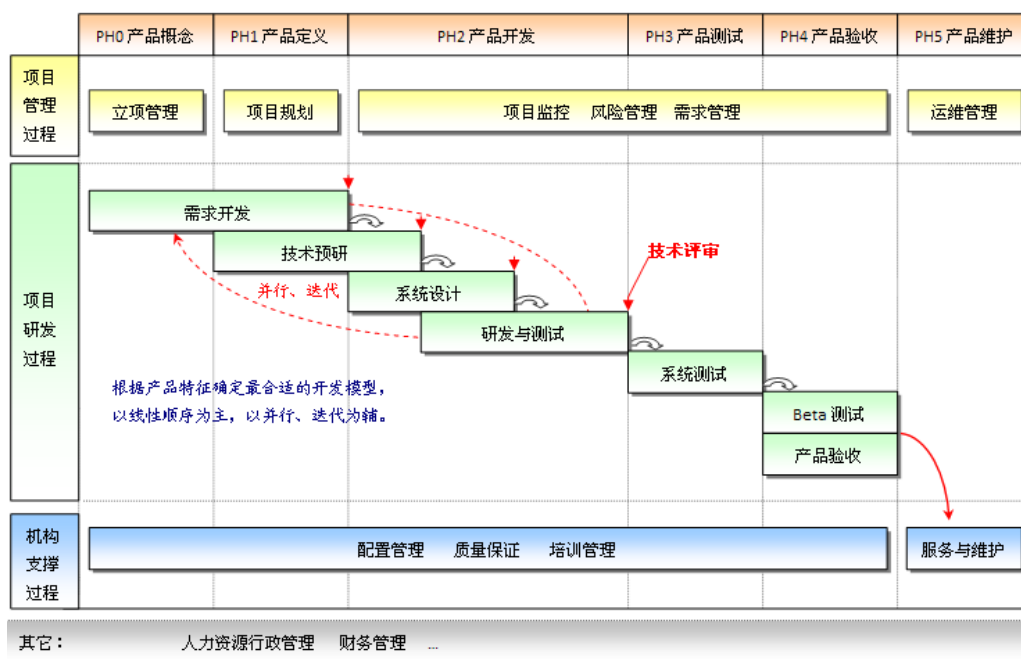 PH0 产品概念
PH1 产品定义
PH2 产品开发
PH3 产品测试
PH4 产品验收
PH5 产品维护
项目
管理
过程
立项管理
项目规划
项目监控 风险管理 需求管理
运维管理
项目
研发
过程
需求开发
技术预研
系统设计
研发与测试
系统测试
Beta 测试
产品验收
技术评审
并行、迭代
根据产品特征确定最合适的开发模型，
以线性顺序为主，以并行、迭代为辅。
机构
支撑
过程
配置管理 质量保证 培训管理
服务与维护
其它： 人力资源行政管理 财务管理 ...